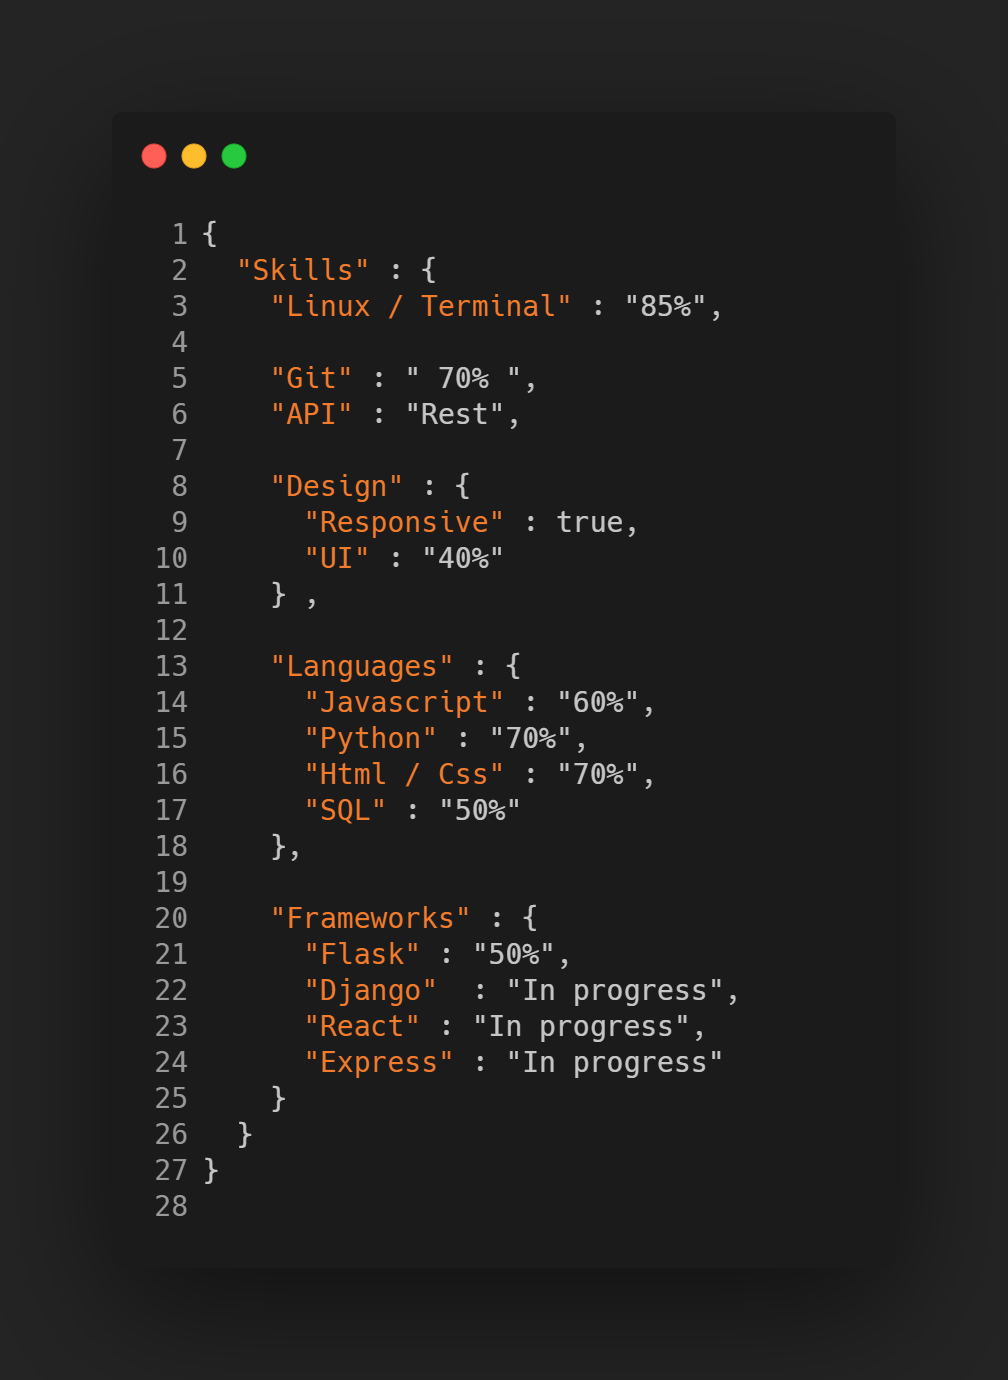 1 {
2   "Skills" : {
3     "Linux / Terminal" : "85%",
4
5     "Git" : " 70% ",
6     "API" : "Rest",
7
8     "Design" : {
9       "Responsive" : true,
10       "UI" : "40%"
11     } ,
12
13     "Languages" : {
14       "Javascript" : "60%",
15       "Python" : "70%",
16       "Html / Css" : "70%",
17       "SQL" : "50%"
18     },
19
20     "Frameworks" : {
21       "Flask" : "50%",
22       "Django"  : "In progress",
23       "React" : "In progress",
24       "Express" : "In progress"
25     }
26   }
27 }
28